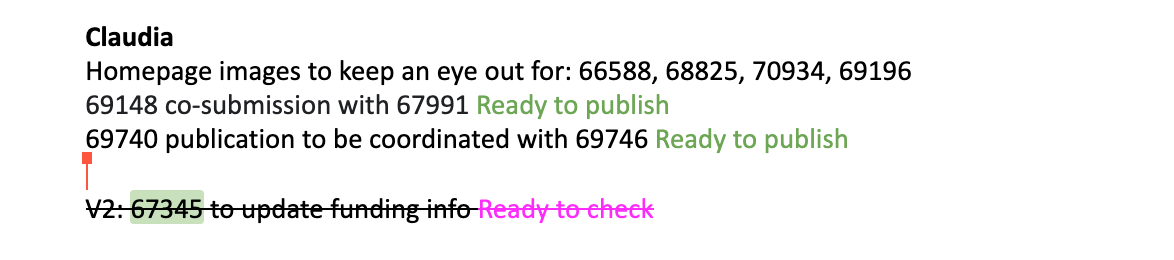 Claudia
Homepage images to keep an eye out for: 66588, 68825, 70934, 69196
69148 co-submission with 67991 Ready to publish
69740 publication to be coordinated with 69746 Ready to publish
V2: 67345 to update funding info Ready to check